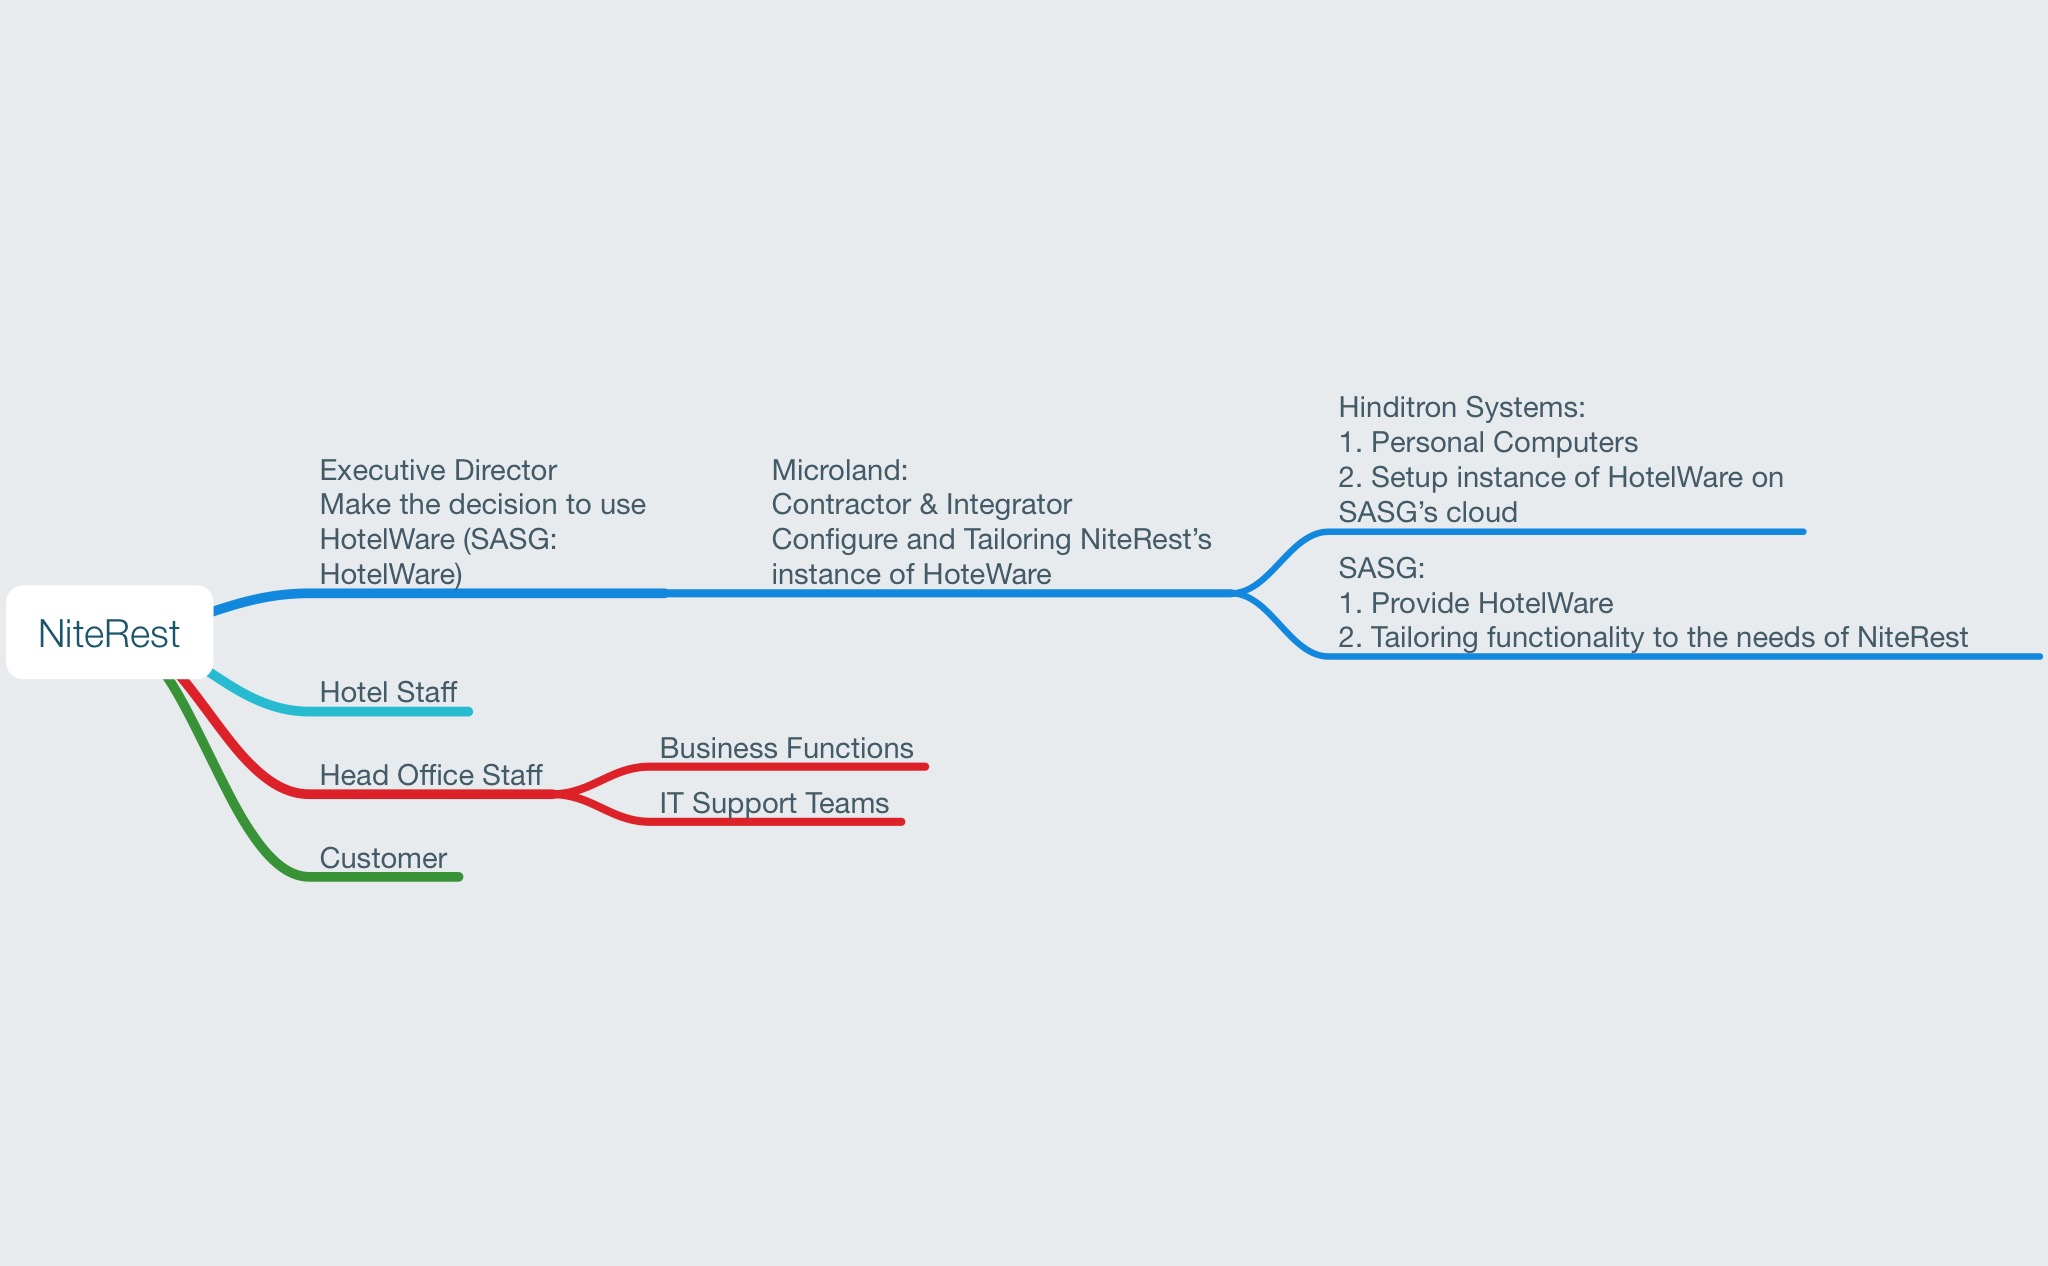 NiteRest
Executive Director
Make the decision to use
HotelWare (SASG:
HotelWare)
Microland:
Contractor & Integrator
Configure and Tailoring NiteRest’s
instance of HoteWare
Hinditron Systems:
1. Personal Computers
2. Setup instance of HotelWare on
SASG’s cloud
SASG:
1. Provide HotelWare
2. Tailoring functionality to the needs of NiteRest
Hotel Staff
Head Office Staff
Business Functions
IT Support Teams
Customer